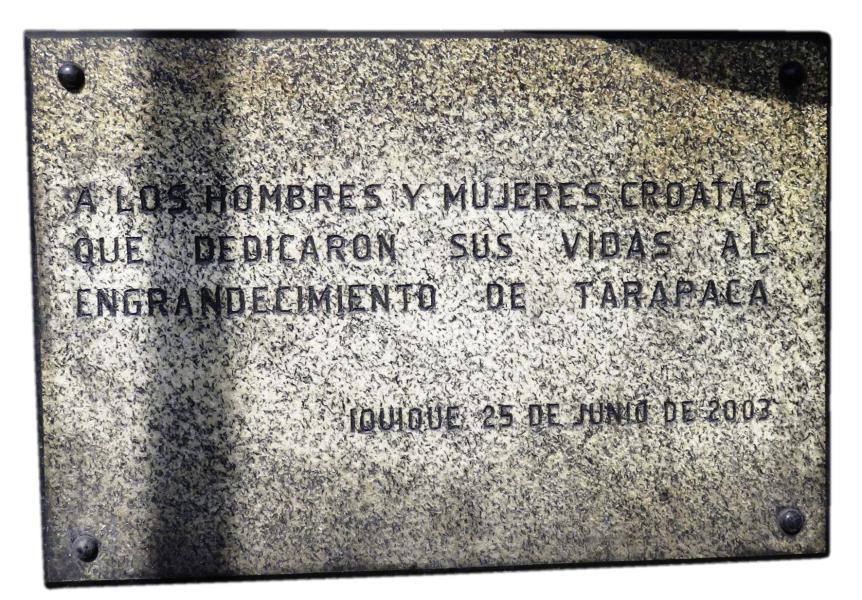 A LOS HOMBRES Y MUJERES CROATAS
QUE DEDICARON SUS VIDAS AL
ENGRANDECIMIENTO DE TARAPACA
IQUIQUE, 25 DE JUNIO DE 2003